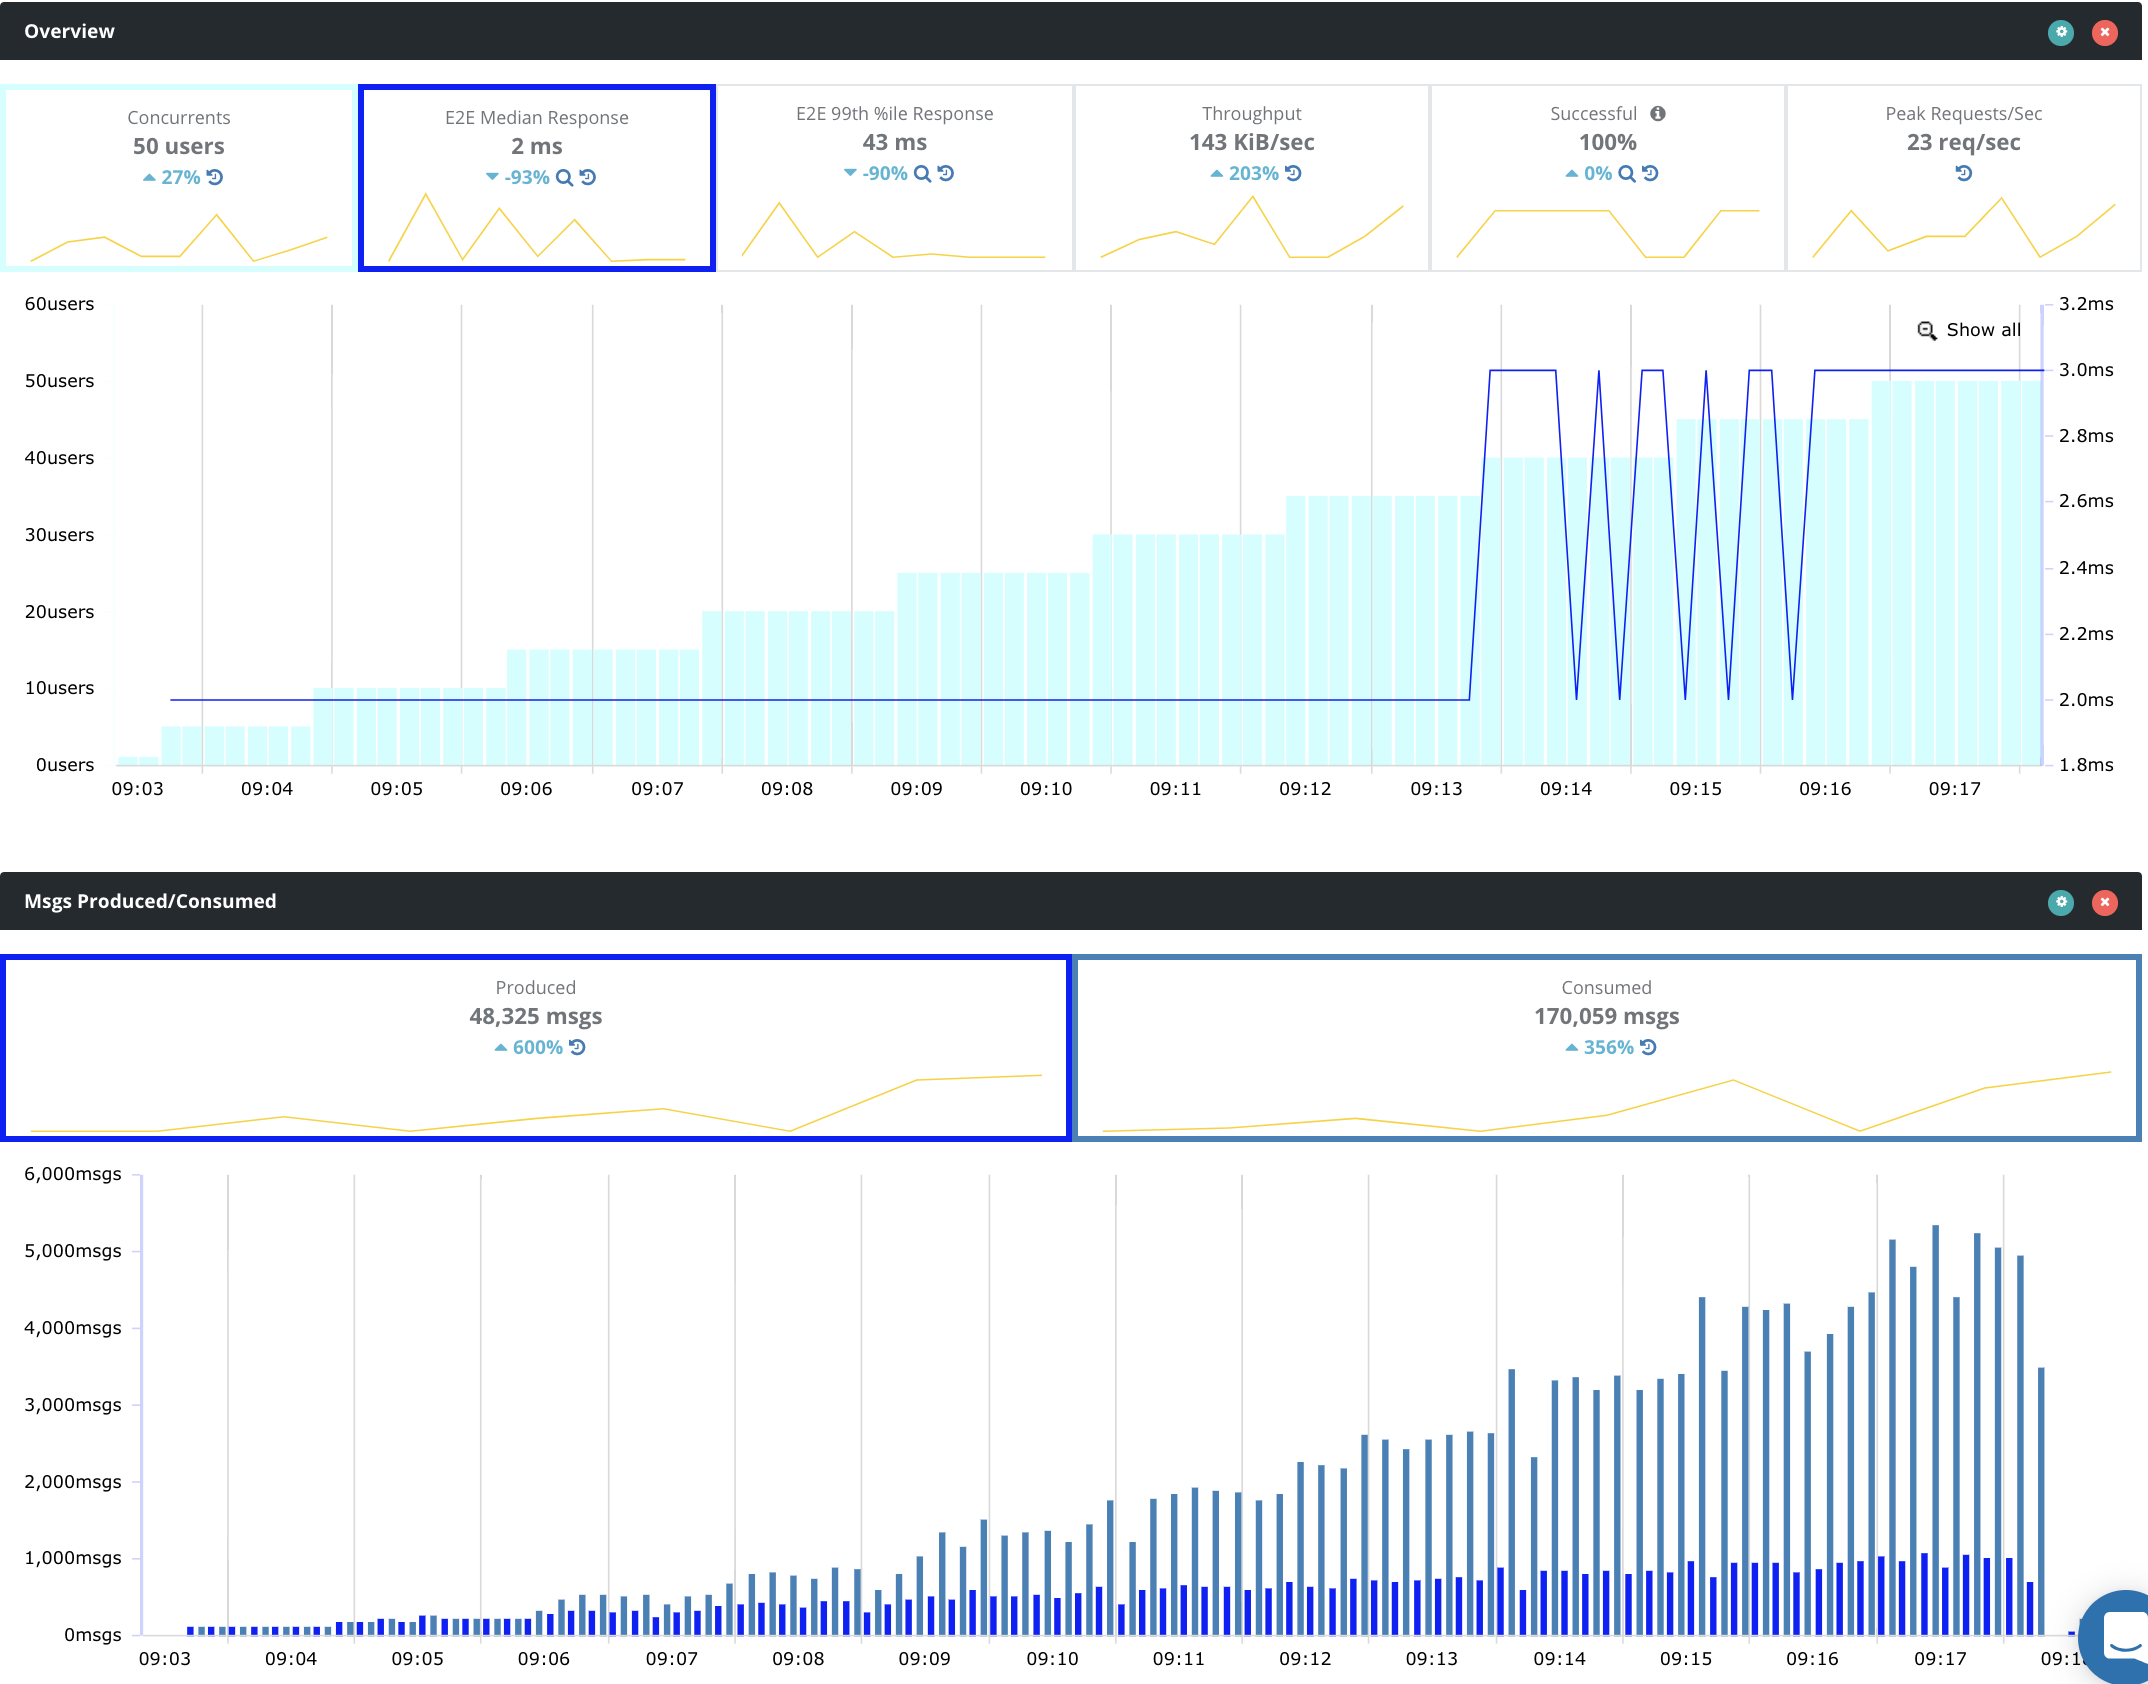 Overview
Concurrents
50 users
27%
E2E Median Response
2 ms
-93%
E2E 99th %ile Response
43 ms
-90%
Throughput
143 KiB/sec
203%
Successful
100%
0%
Peak Requests/Sec
23 req/sec
60users
50users
40users
30users
20users
10users
0users
Show all
3.2ms
3.0ms
2.8ms
2.6ms
2.4ms
2.2ms
2.0ms
1.8ms
09:03 09:04 09:05 09:06 09:07 09:08 09:09 09:10 09:11 09:12 09:13 09:14 09:15 09:16 09:17
Msgs Produced/Consumed
Produced
48,325 msgs
600%
Consumed
170,059 msgs
356%
6,000msgs
5,000msgs
4,000msgs
3,000msgs
2,000msgs
1,000msgs
0msgs
09:03 09:04 09:05 09:06 09:07 09:08 09:09 09:10 09:11 09:12 09:13 09:14 09:15 09:16 09:17